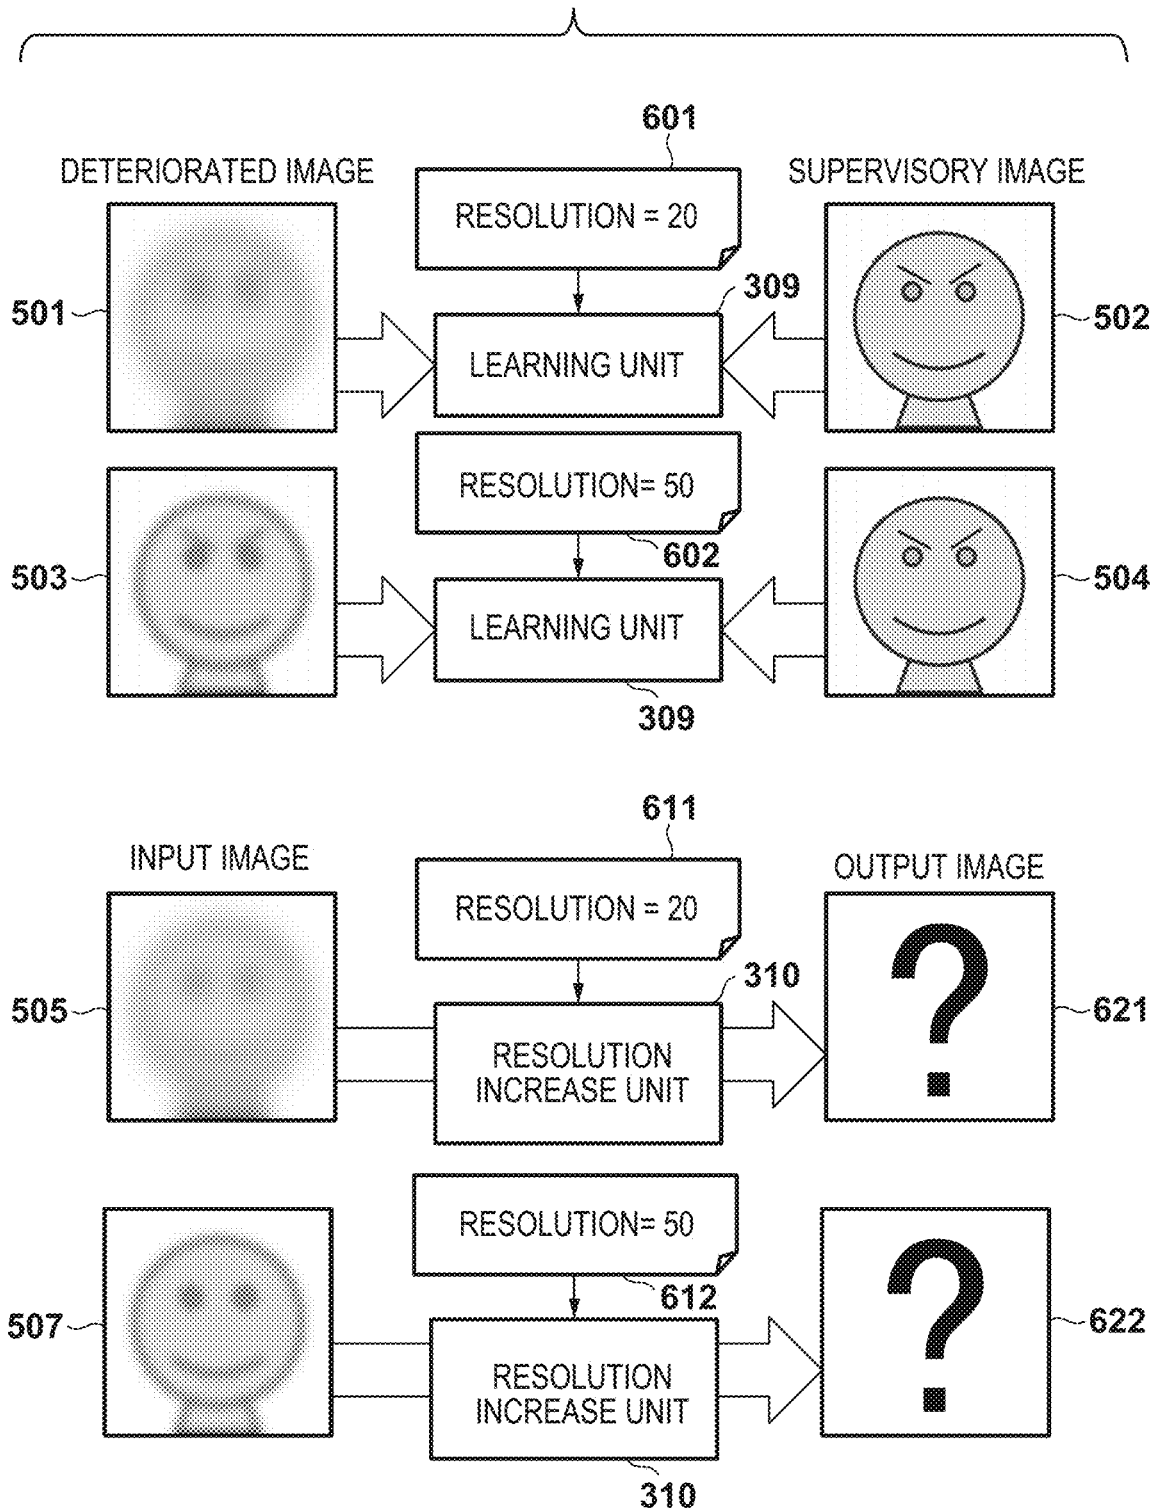 601
DETERIORATED IMAGE
SUPERVISORY IMAGE
RESOLUTION = 20
309
501
502
LEARNING UNIT
RESOLUTION= 50
602
503
504
LEARNING UNIT
309
611
INPUT IMAGE
OUTPUT IMAGE
RESOLUTION = 20
310
505
?
621
RESOLUTION
INCREASE UNIT
RESOLUTION= 50
612
507
?
622
RESOLUTION
INCREASE UNIT
310